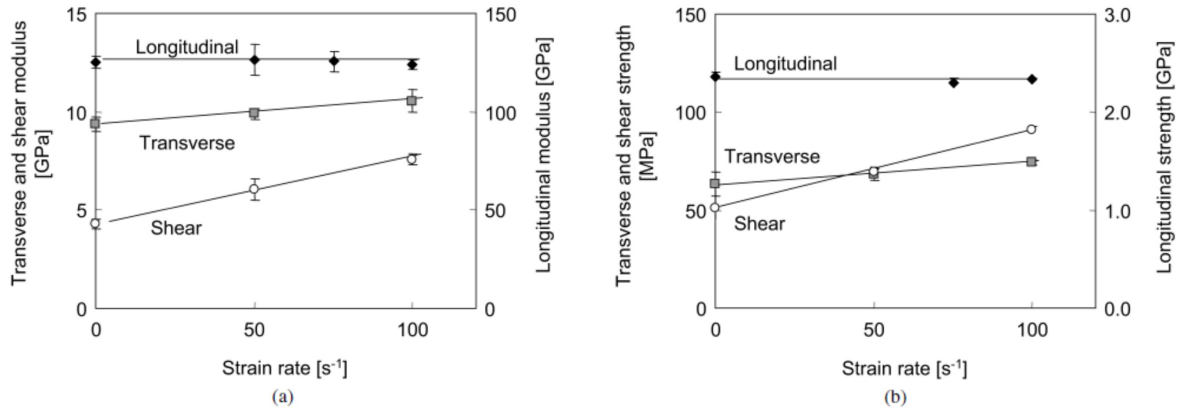 Transverse and shear modulus
[GPa]
15
10
5
0
150
100
50
0
Longitudinal modulus [GPa]
Longitudinal
Transverse
Shear
0
50
100
Strain rate [s-1]
(a)
Transverse and shear strength
[MPa]
150
100
50
0
3.0
2.0
1.0
0.0
Longitudinal strength [GPa]
Longitudinal
Transverse
Shear
0
50
100
Strain rate [s-1]
(b)